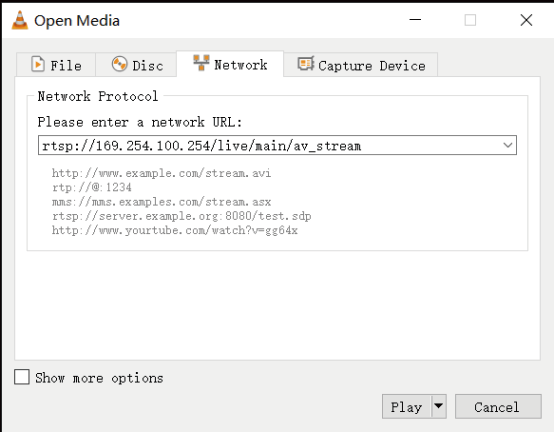 Open Media
File Disc Network Capture Device
Network Protocol
Please enter a network URL:
rtsp://169.254.100.254/live/main/av_stream
http://www.example.com/stream.avi
rtp://@:1234
mms://mms.examples.com/stream.asx
rtsp://server.example.org:8080/test.sdp
http://www.yourtube.com/watch?v=gg64x
Show more options
Play Cancel